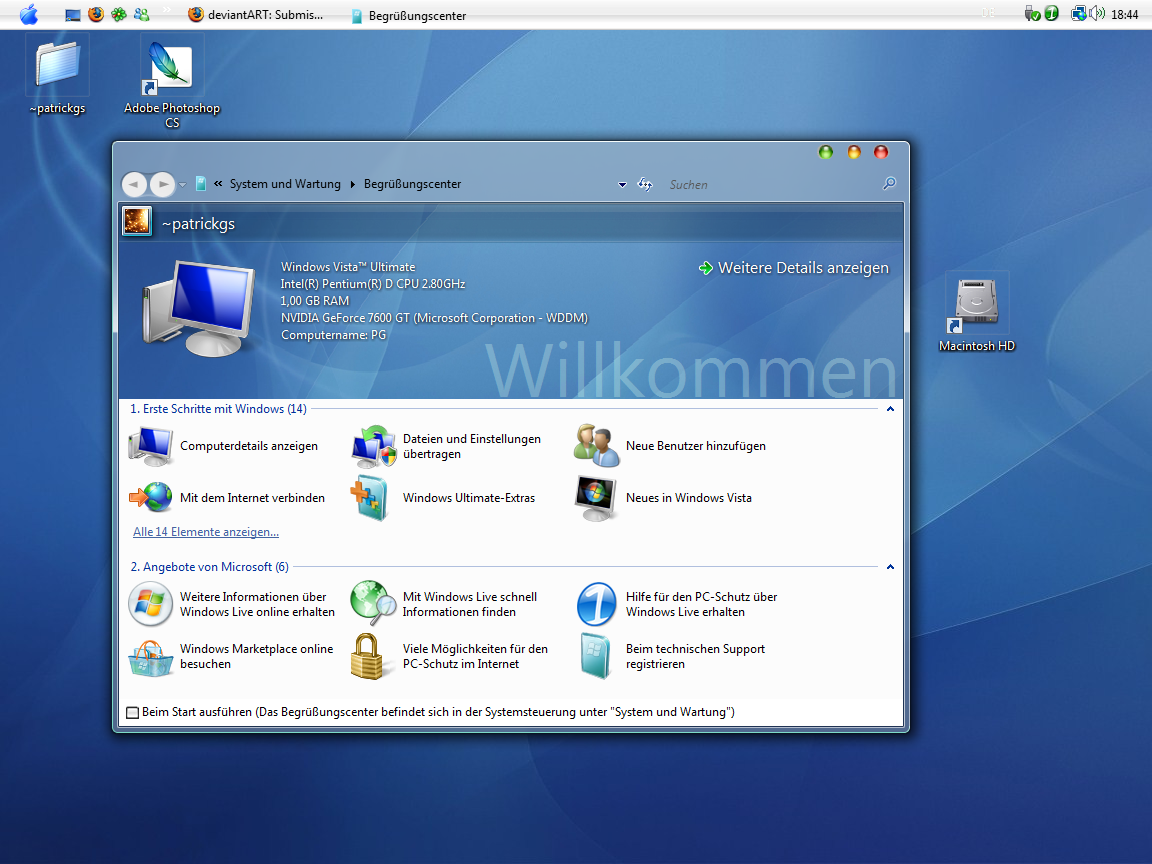 deviantART: Submis...
Begrüßungscenter
18:44
~patrickgs
Adobe Photoshop
CS
« System und Wartung
Begrüßungscenter
Suchen
~patrickgs
Windows Vista™ Ultimate
Intel(R) Pentium(R) D CPU 2.80GHz
1,00 GB RAM
NVIDIA GeForce 7600 GT (Microsoft Corporation - WDDM)
Computername: PG
Weitere Details anzeigen
Willkommen
Macintosh HD
1. Erste Schritte mit Windows (14)
Computerdetails anzeigen
Dateien und Einstellungen
übertragen
Neue Benutzer hinzufügen
Mit dem Internet verbinden
Windows Ultimate-Extras
Neues in Windows Vista
Alle 14 Elemente anzeigen...
2. Angebote von Microsoft (6)
Weitere Informationen über
Windows Live online erhalten
Mit Windows Live schnell
Informationen finden
Hilfe für den PC-Schutz über
Windows Live erhalten
Windows Marketplace online
besuchen
Viele Möglichkeiten für den
PC-Schutz im Internet
Beim technischen Support
registrieren
Beim Start ausführen (Das Begrüßungscenter befindet sich in der Systemsteuerung unter "System und Wartung")